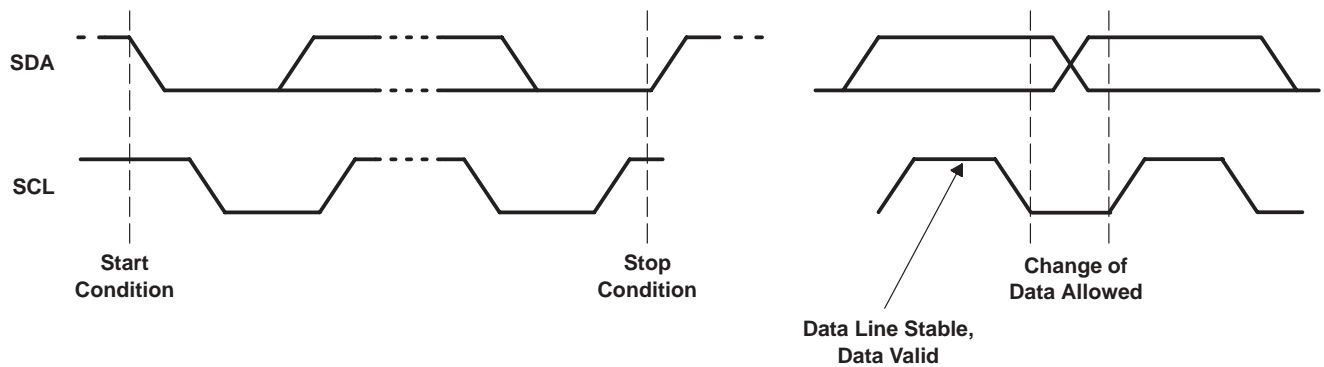 SDA
SCL
Start
Condition
Stop
Condition
Change of
Data Allowed
Data Line Stable,
Data Valid